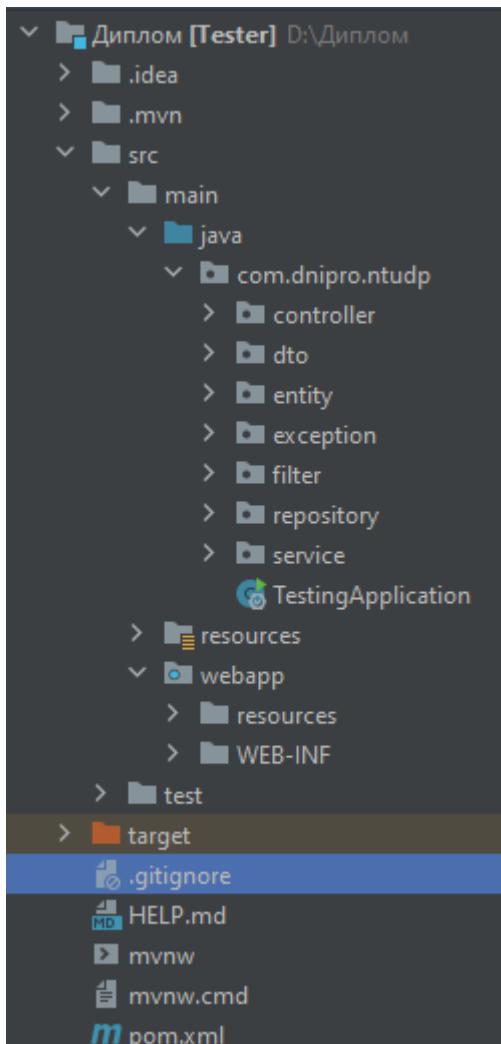 Диплом [Tester] D:\Диплом
.idea
.mvn
src
main
java
com.dnipro.ntudp
controller
dto
entity
exception
filter
repository
service
TestingApplication
resources
webapp
resources
WEB-INF
test
target
.gitignore
MD HELP.md
mvnw
mvnw.cmd
m pom.xml